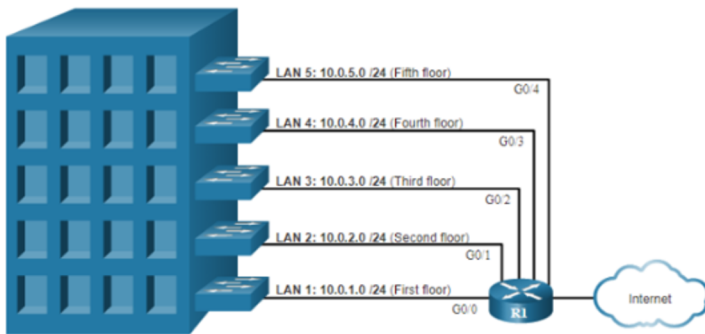 LAN 5: 10.0.5.0 /24 (Fifth floor)
G0/4
LAN 4: 10.0.4.0 /24 (Fourth floor)
G0/3
LAN 3: 10.0.3.0 /24 (Third floor)
G0/2
LAN 2: 10.0.2.0 /24 (Second floor)
G0/1
LAN 1: 10.0.1.0 /24 (First floor)
G0/0
R1
Internet